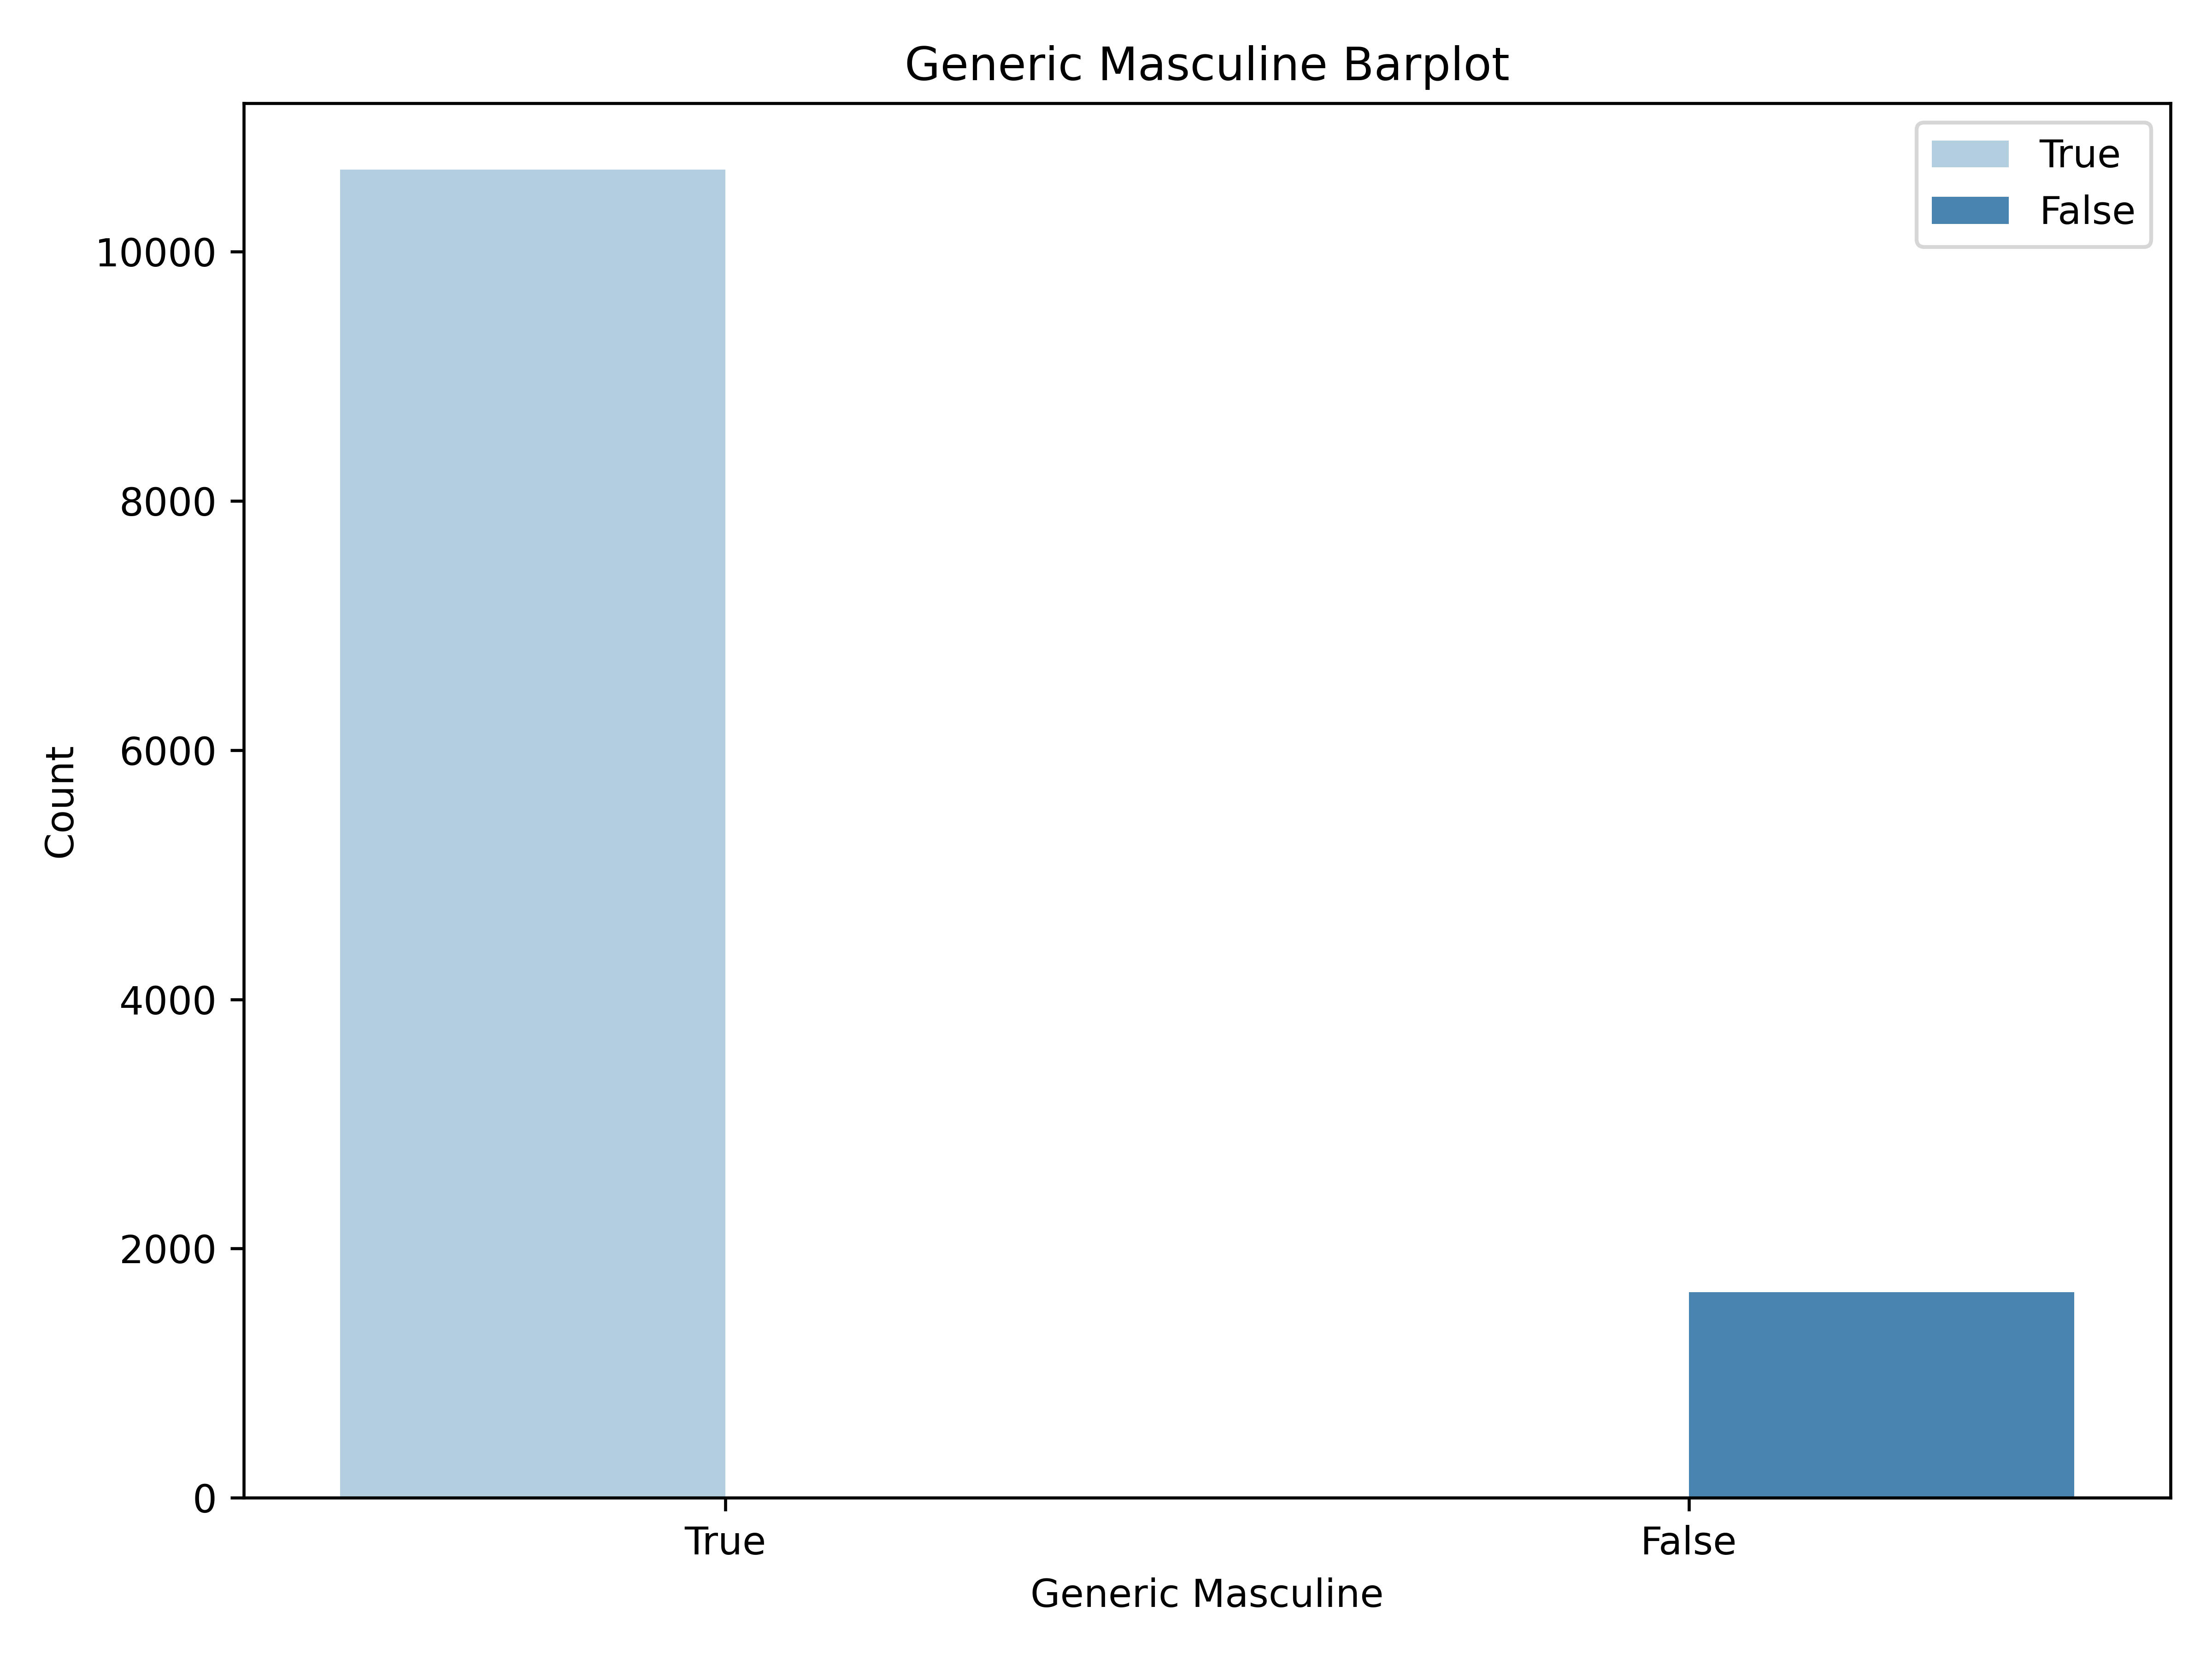 Generic Masculine Barplot
True
False
10000
8000
6000
4000
2000
0
Count
True
False
Generic Masculine